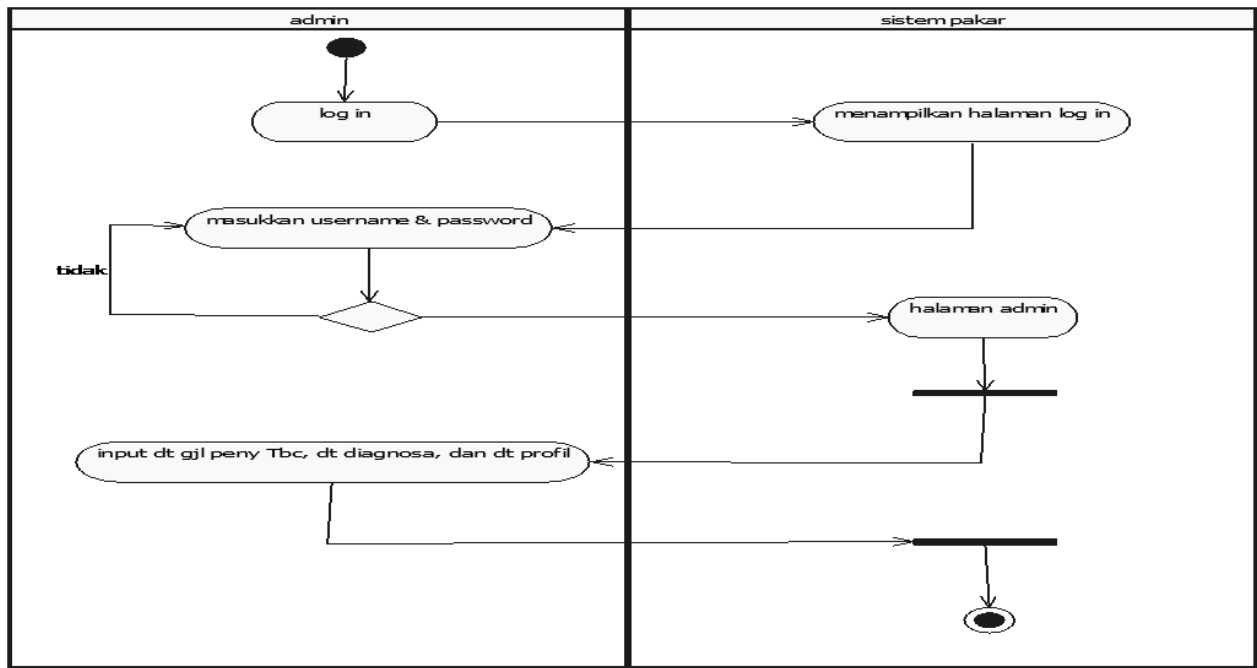 admin
sistem pakar
log in
menampilkan halaman log in
masukkan username & password
tidak
halaman admin
input dt gjl peny Tbc, dt diagnosa, dan dt profil